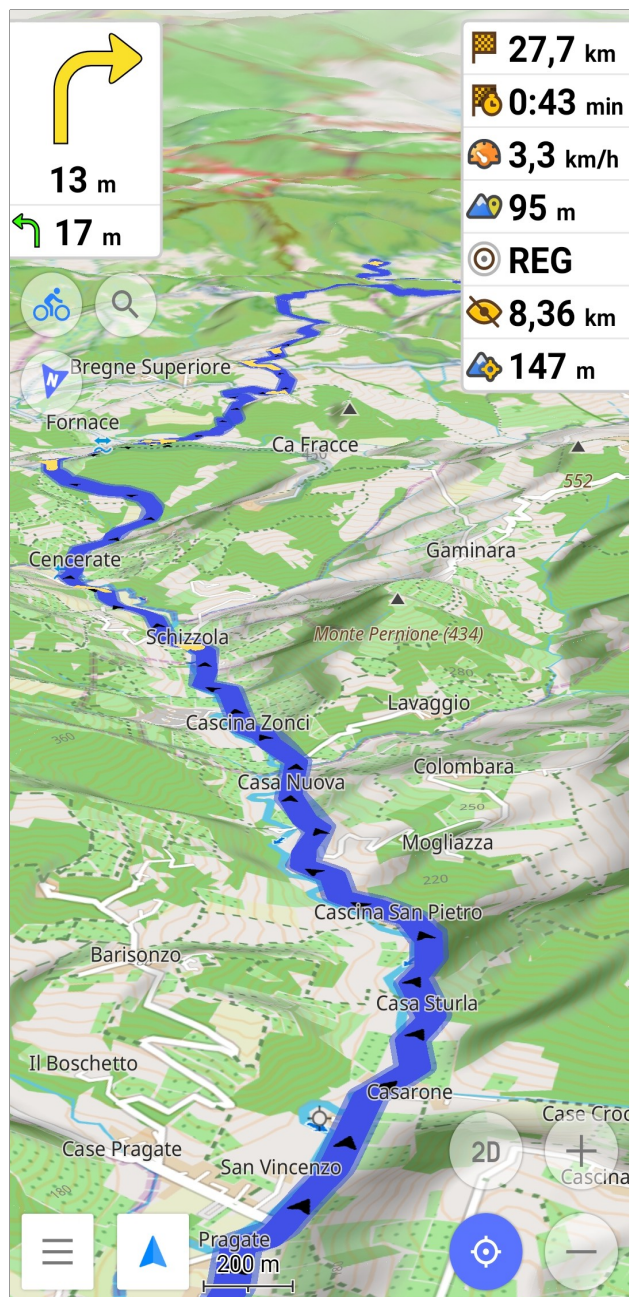 13 m
17 m
27,7 km
0:43 min
3,3 km/h
95 m
REG
8,36 km
147 m
N
Bregne Superiore
Fornace
Ca Fracce
450
552
Cencerate
Gaminara
Schizzola
Monte Pernione (434)
280
Lavaggio
Cascina Zonci
360
Colombara
Casa Nuova
250
Mogliazza
220
Cascina San Pietro
Barisonzo
Casa Sturla
Il Boschetto
Casarone
Case Croc
Case Pragate
2D
San Vincenzo
Cascina
180
Pragate
200 m